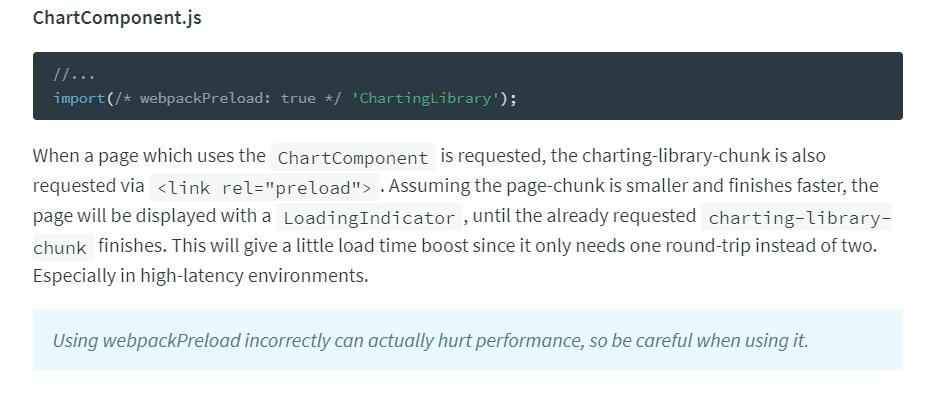 ChartComponent.js
//...
import(/* webpackPreload: true */ 'ChartingLibrary');
When a page which uses the ChartComponent is requested, the charting-library-chunk is also
requested via <link rel="preload"> . Assuming the page-chunk is smaller and finishes faster, the
page will be displayed with a LoadingIndicator , until the already requested charting-library-
chunk finishes. This will give a little load time boost since it only needs one round-trip instead of two.
Especially in high-latency environments.
Using webpackPreload incorrectly can actually hurt performance, so be careful when using it.